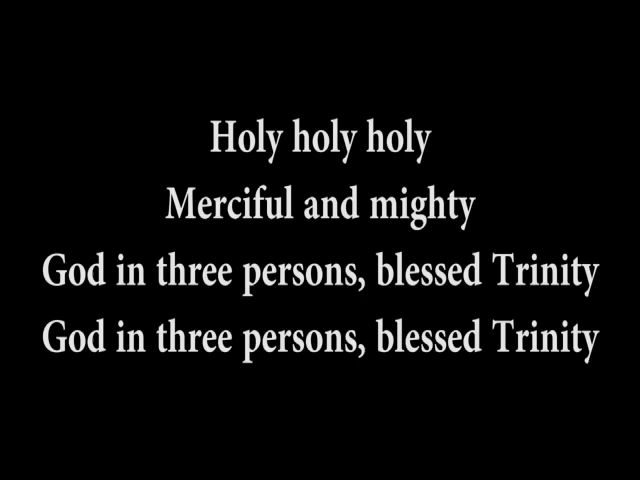 Holy holy holy
Merciful and mighty
God in three persons, blessed Trinity
God in three persons, blessed Trinity